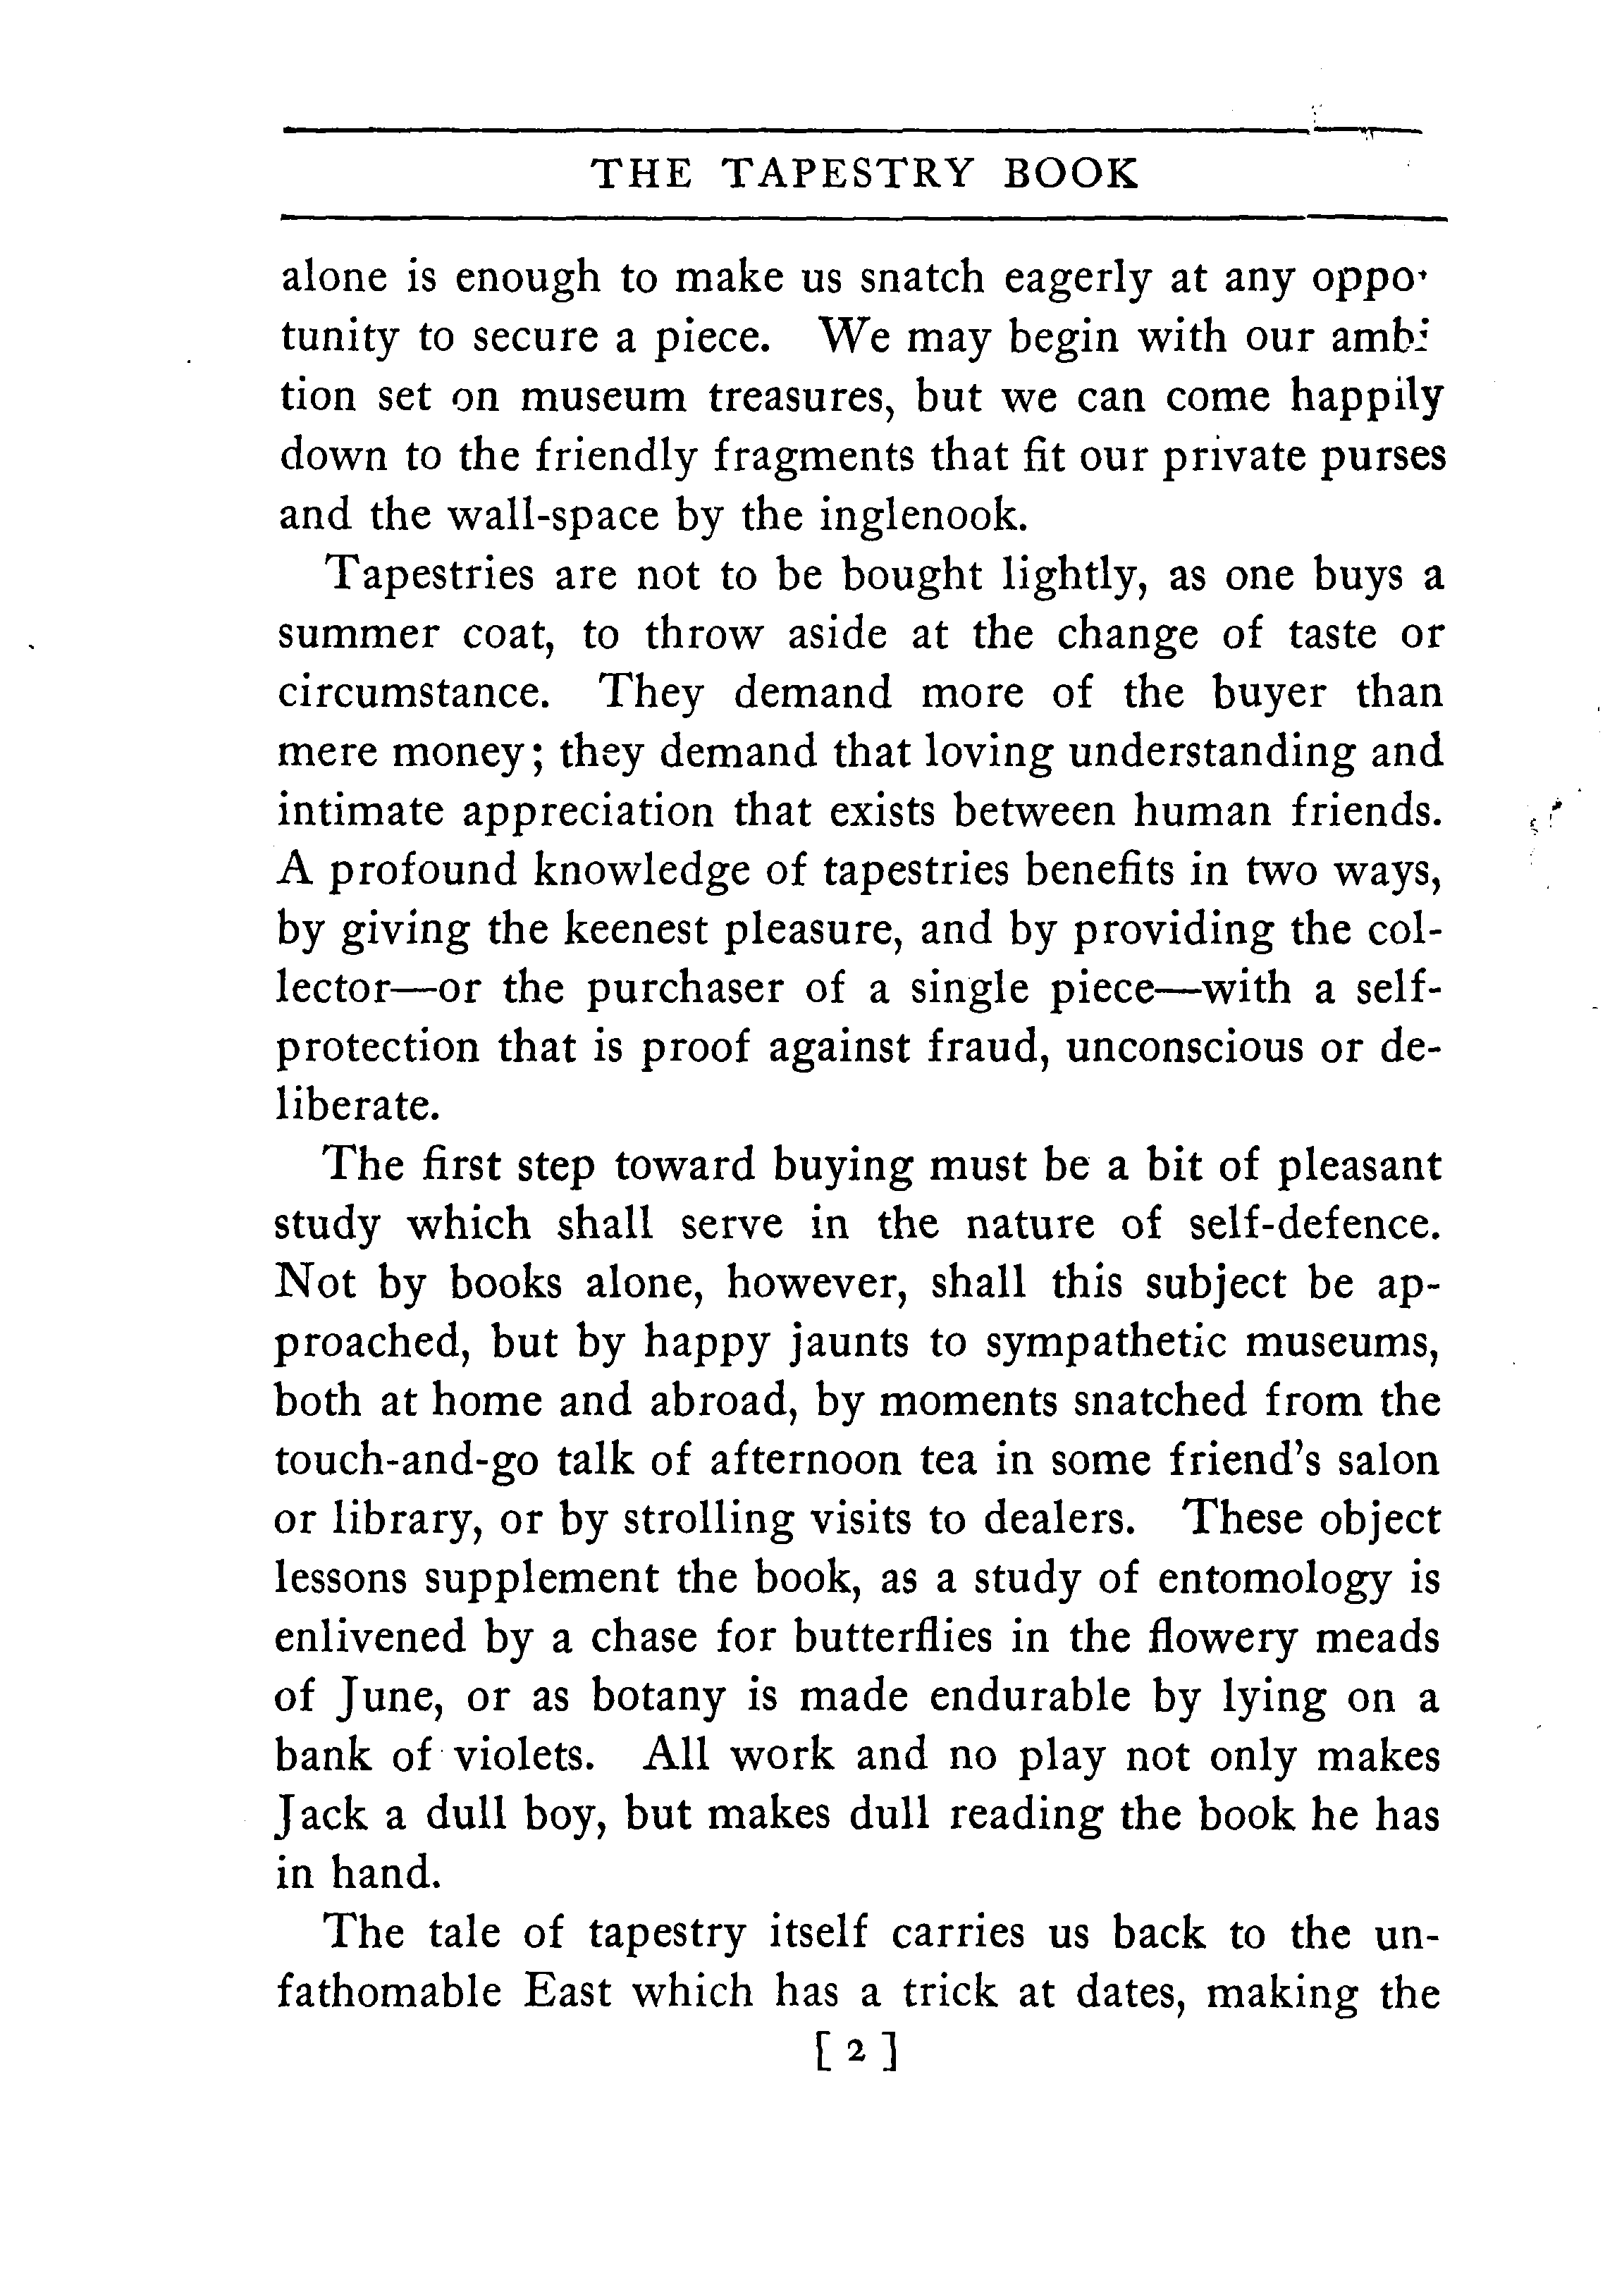 THE TAPESTRY BOOK
alone is enough to make us snatch eagerly at any oppo
tunity to secure a piece. We may begin with our ambi
tion set on museum treasures, but we can come happily
down to the friendly fragments that fit our private purses
and the wall-space by the inglenook.
Tapestries are not to be bought lightly, as one buys a
summer coat, to throw aside at the change of taste or
circumstance. They demand more of the buyer than
mere money; they demand that loving understanding and
intimate appreciation that exists between human friends.
A profound knowledge of tapestries benefits in two ways,
by giving the keenest pleasure, and by providing the col-
lector—or the purchaser of a single piece—with a self-
protection that is proof against fraud, unconscious or de-
liberate.
The first step toward buying must be a bit of pleasant
study which shall serve in the nature of self-defence.
Not by books alone, however, shall this subject be ap-
proached, but by happy jaunts to sympathetic museums,
both at home and abroad, by moments snatched from the
touch-and-go talk of afternoon tea in some friend's salon
or library, or by strolling visits to dealers. These object
lessons supplement the book, as a study of entomology is
enlivened by a chase for butterflies in the flowery meads
of June, or as botany is made endurable by lying on a
bank of violets. All work and no play not only makes
Jack a dull boy, but makes dull reading the book he has
in hand.
The tale of tapestry itself carries us back to the un-
fathomable East which has a trick at dates, making the
[ 2 ]